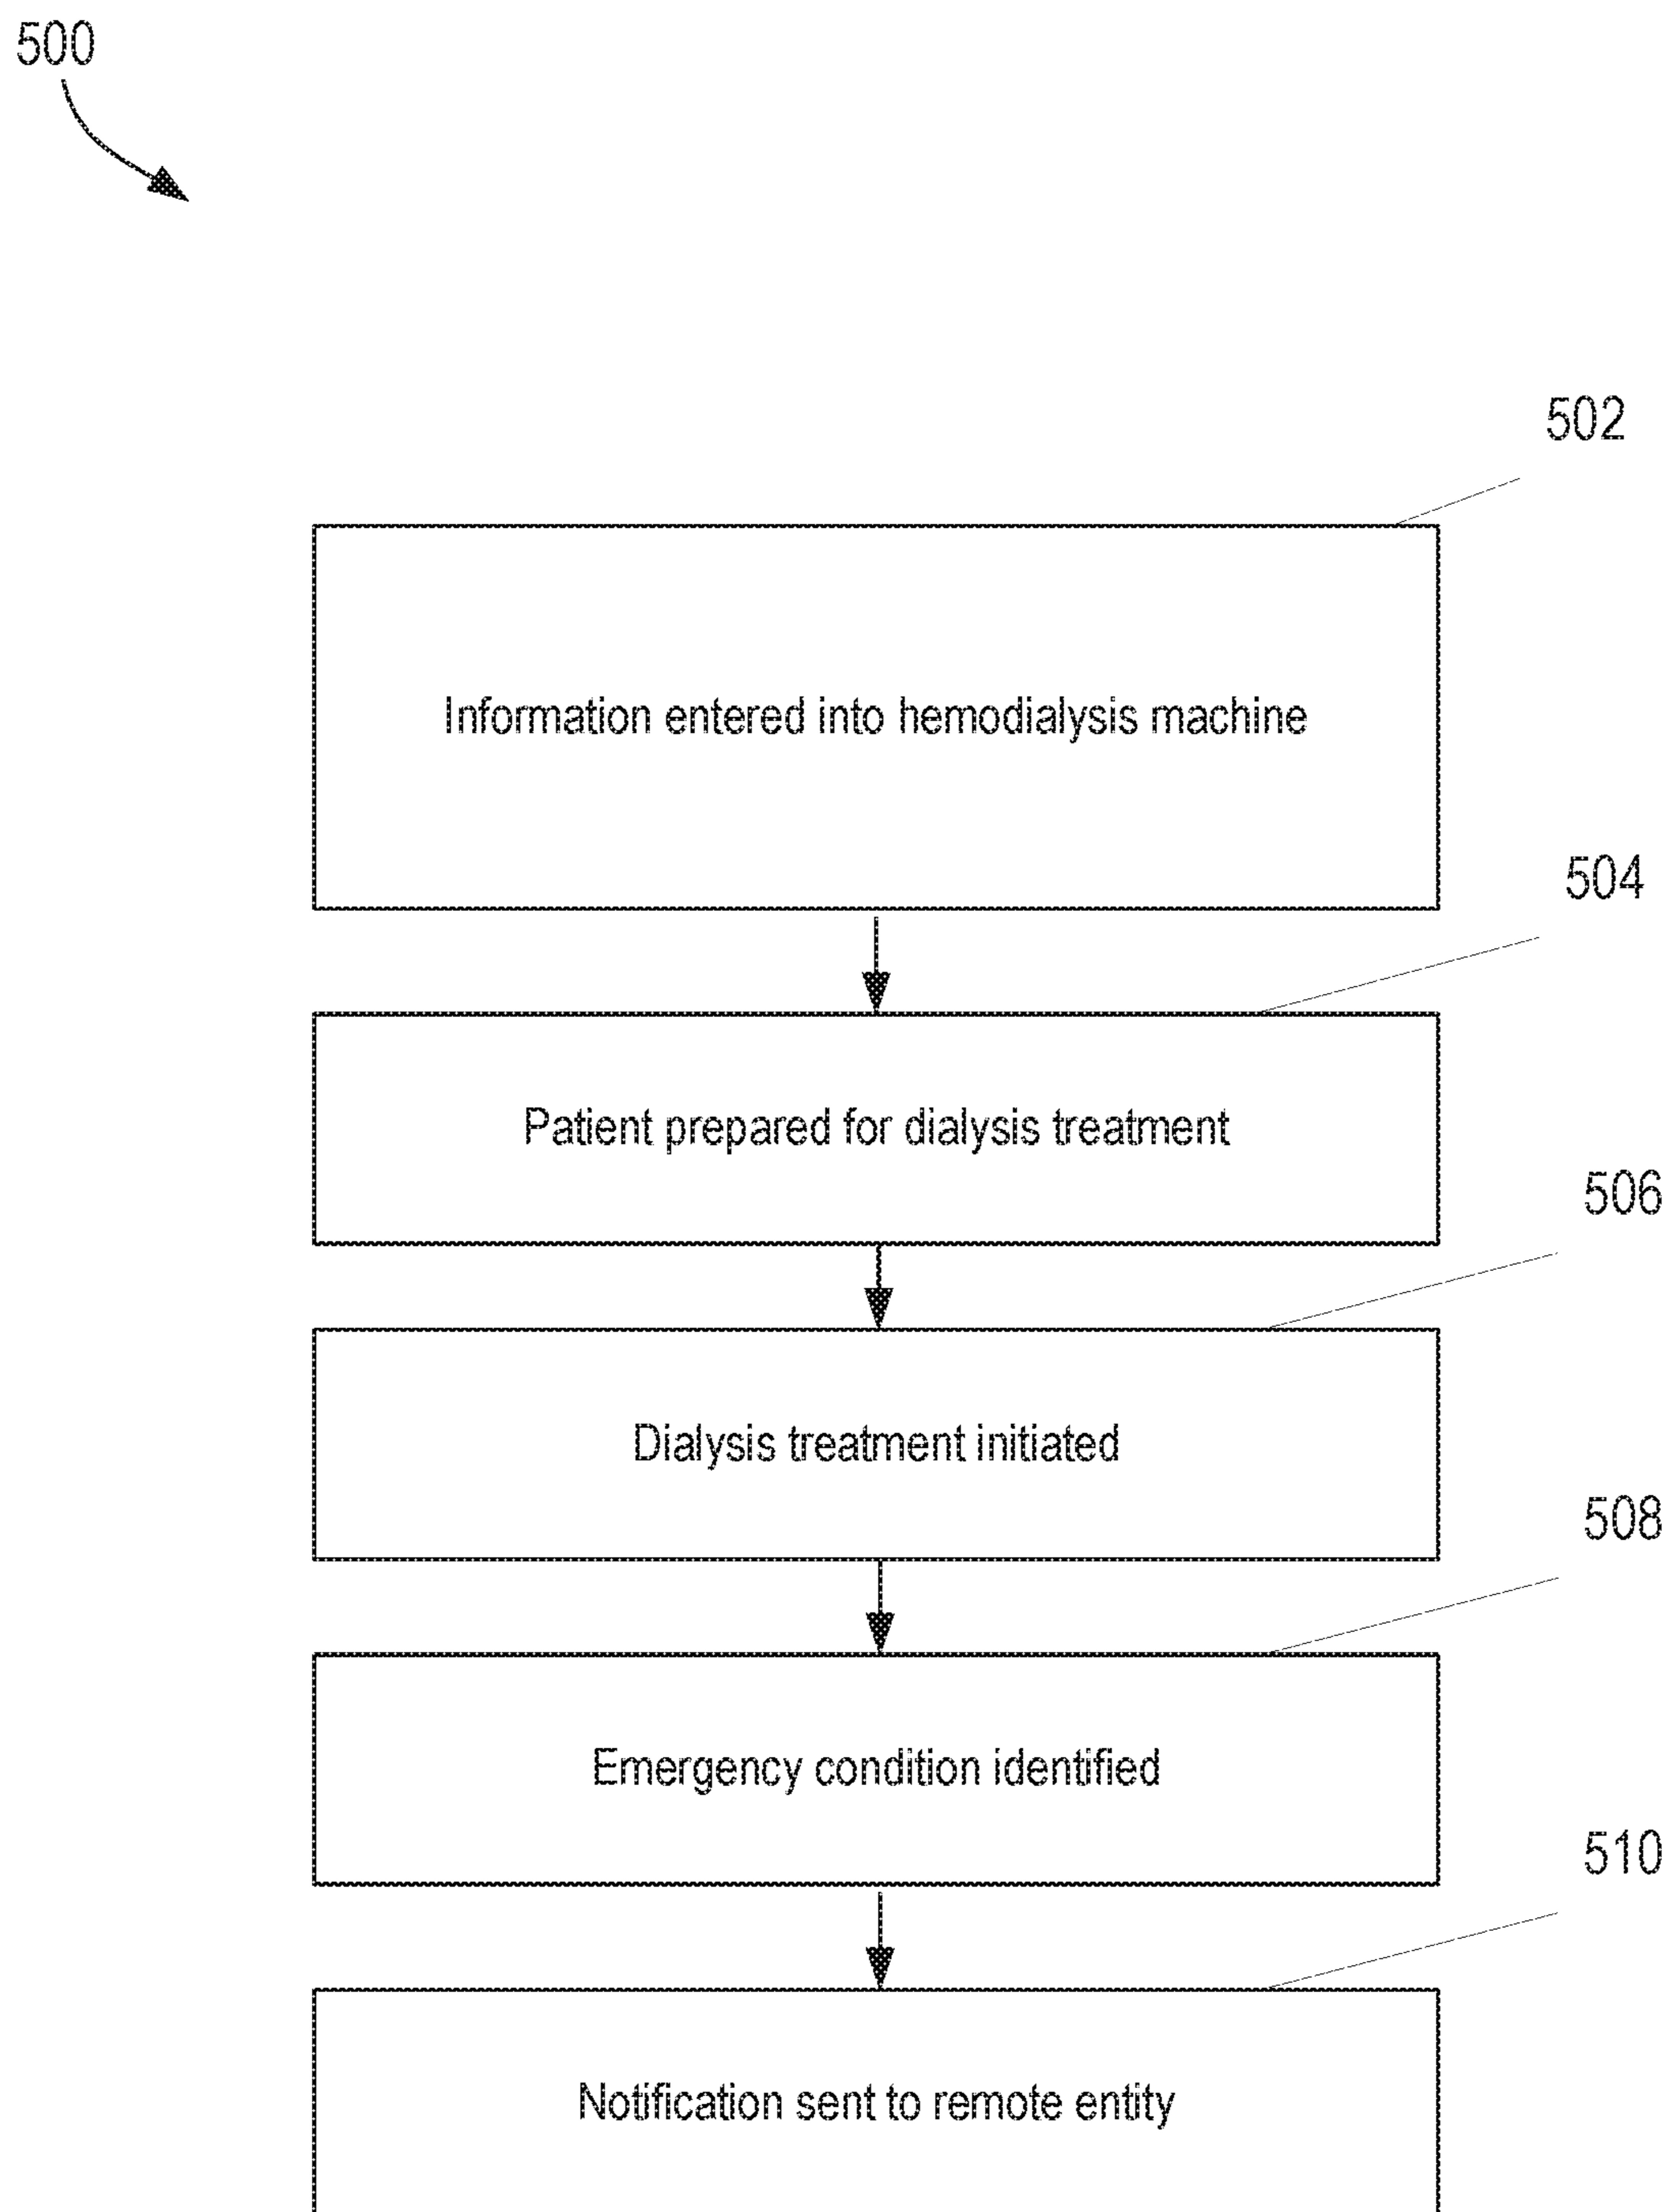 500
502
Information entered into hemodialysis machine
504
Patient prepared for dialysis treatment
506
Dialysis treatment initiated
508
Emergency condition identified
510
Notification sent to remote entity